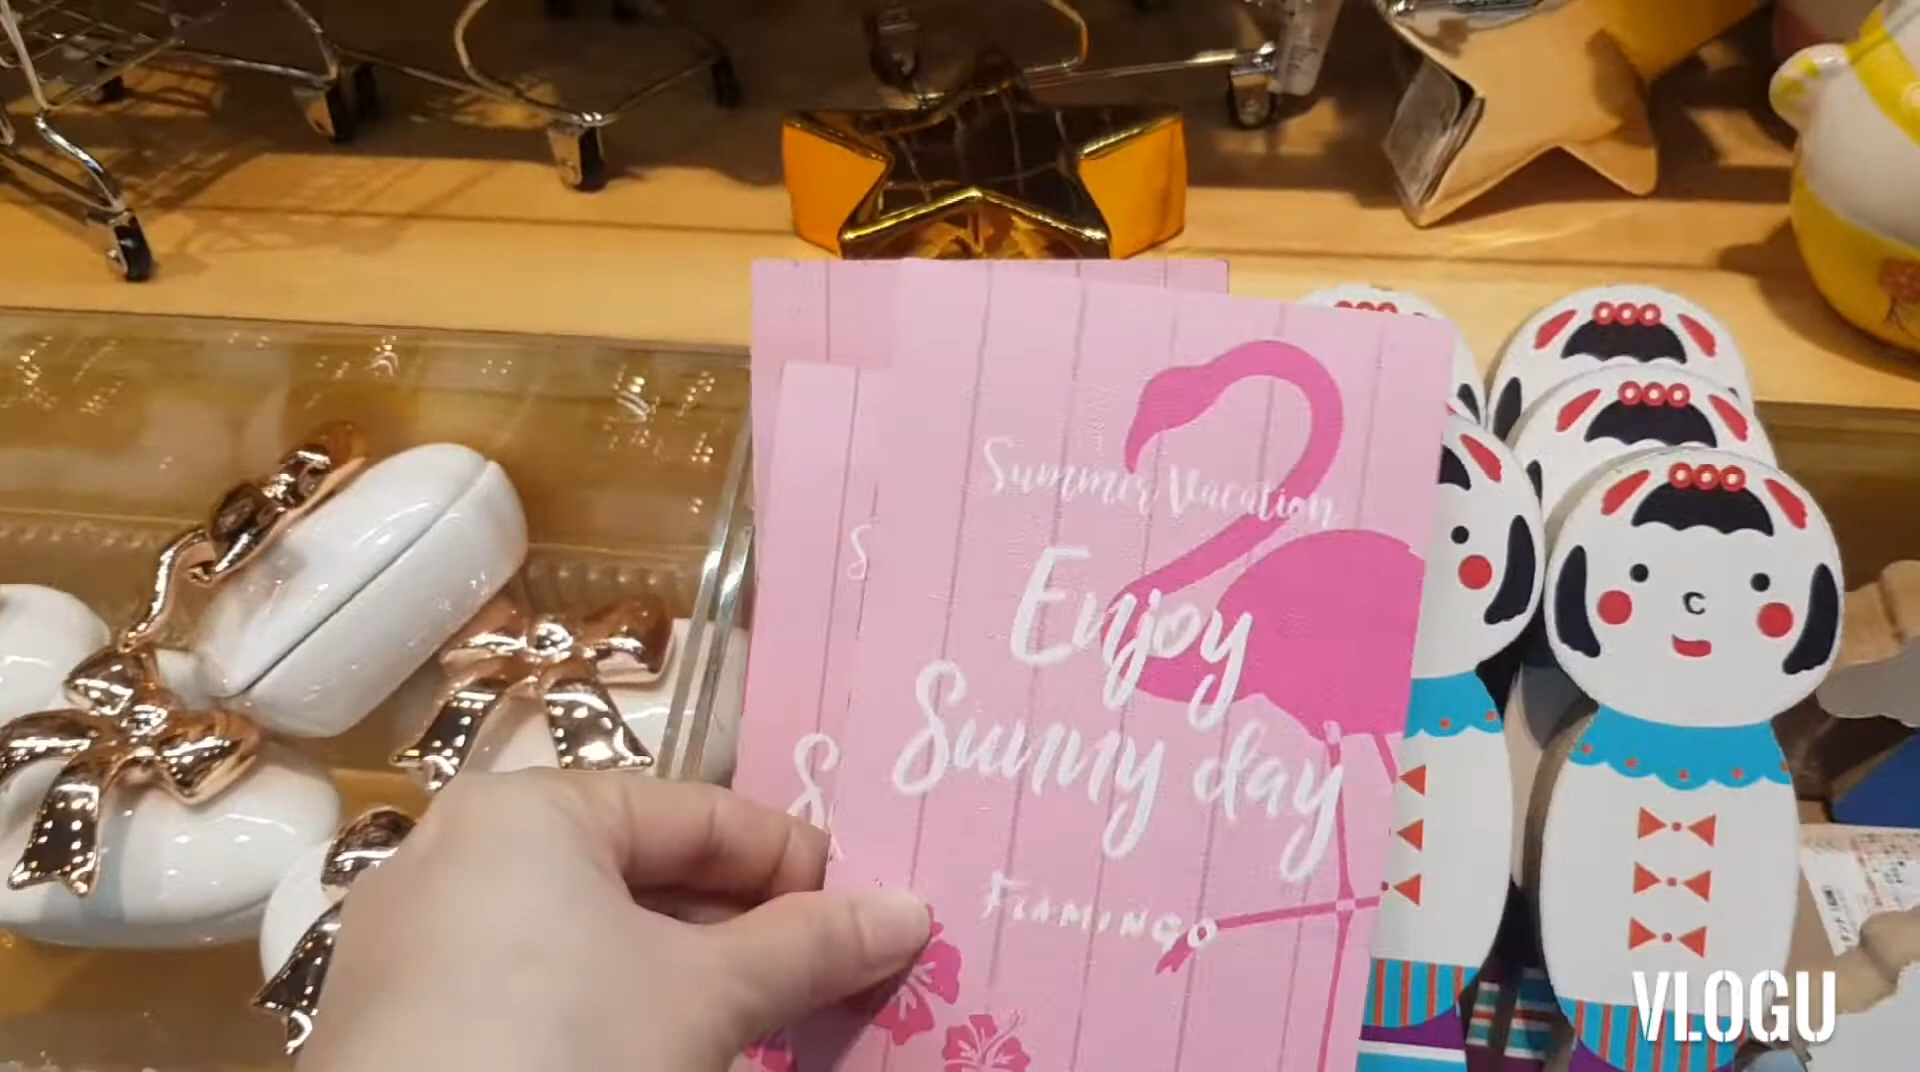 Summer Vacation
Enjoy
Sunny day
FLAMINGO
S
S
VLOGU